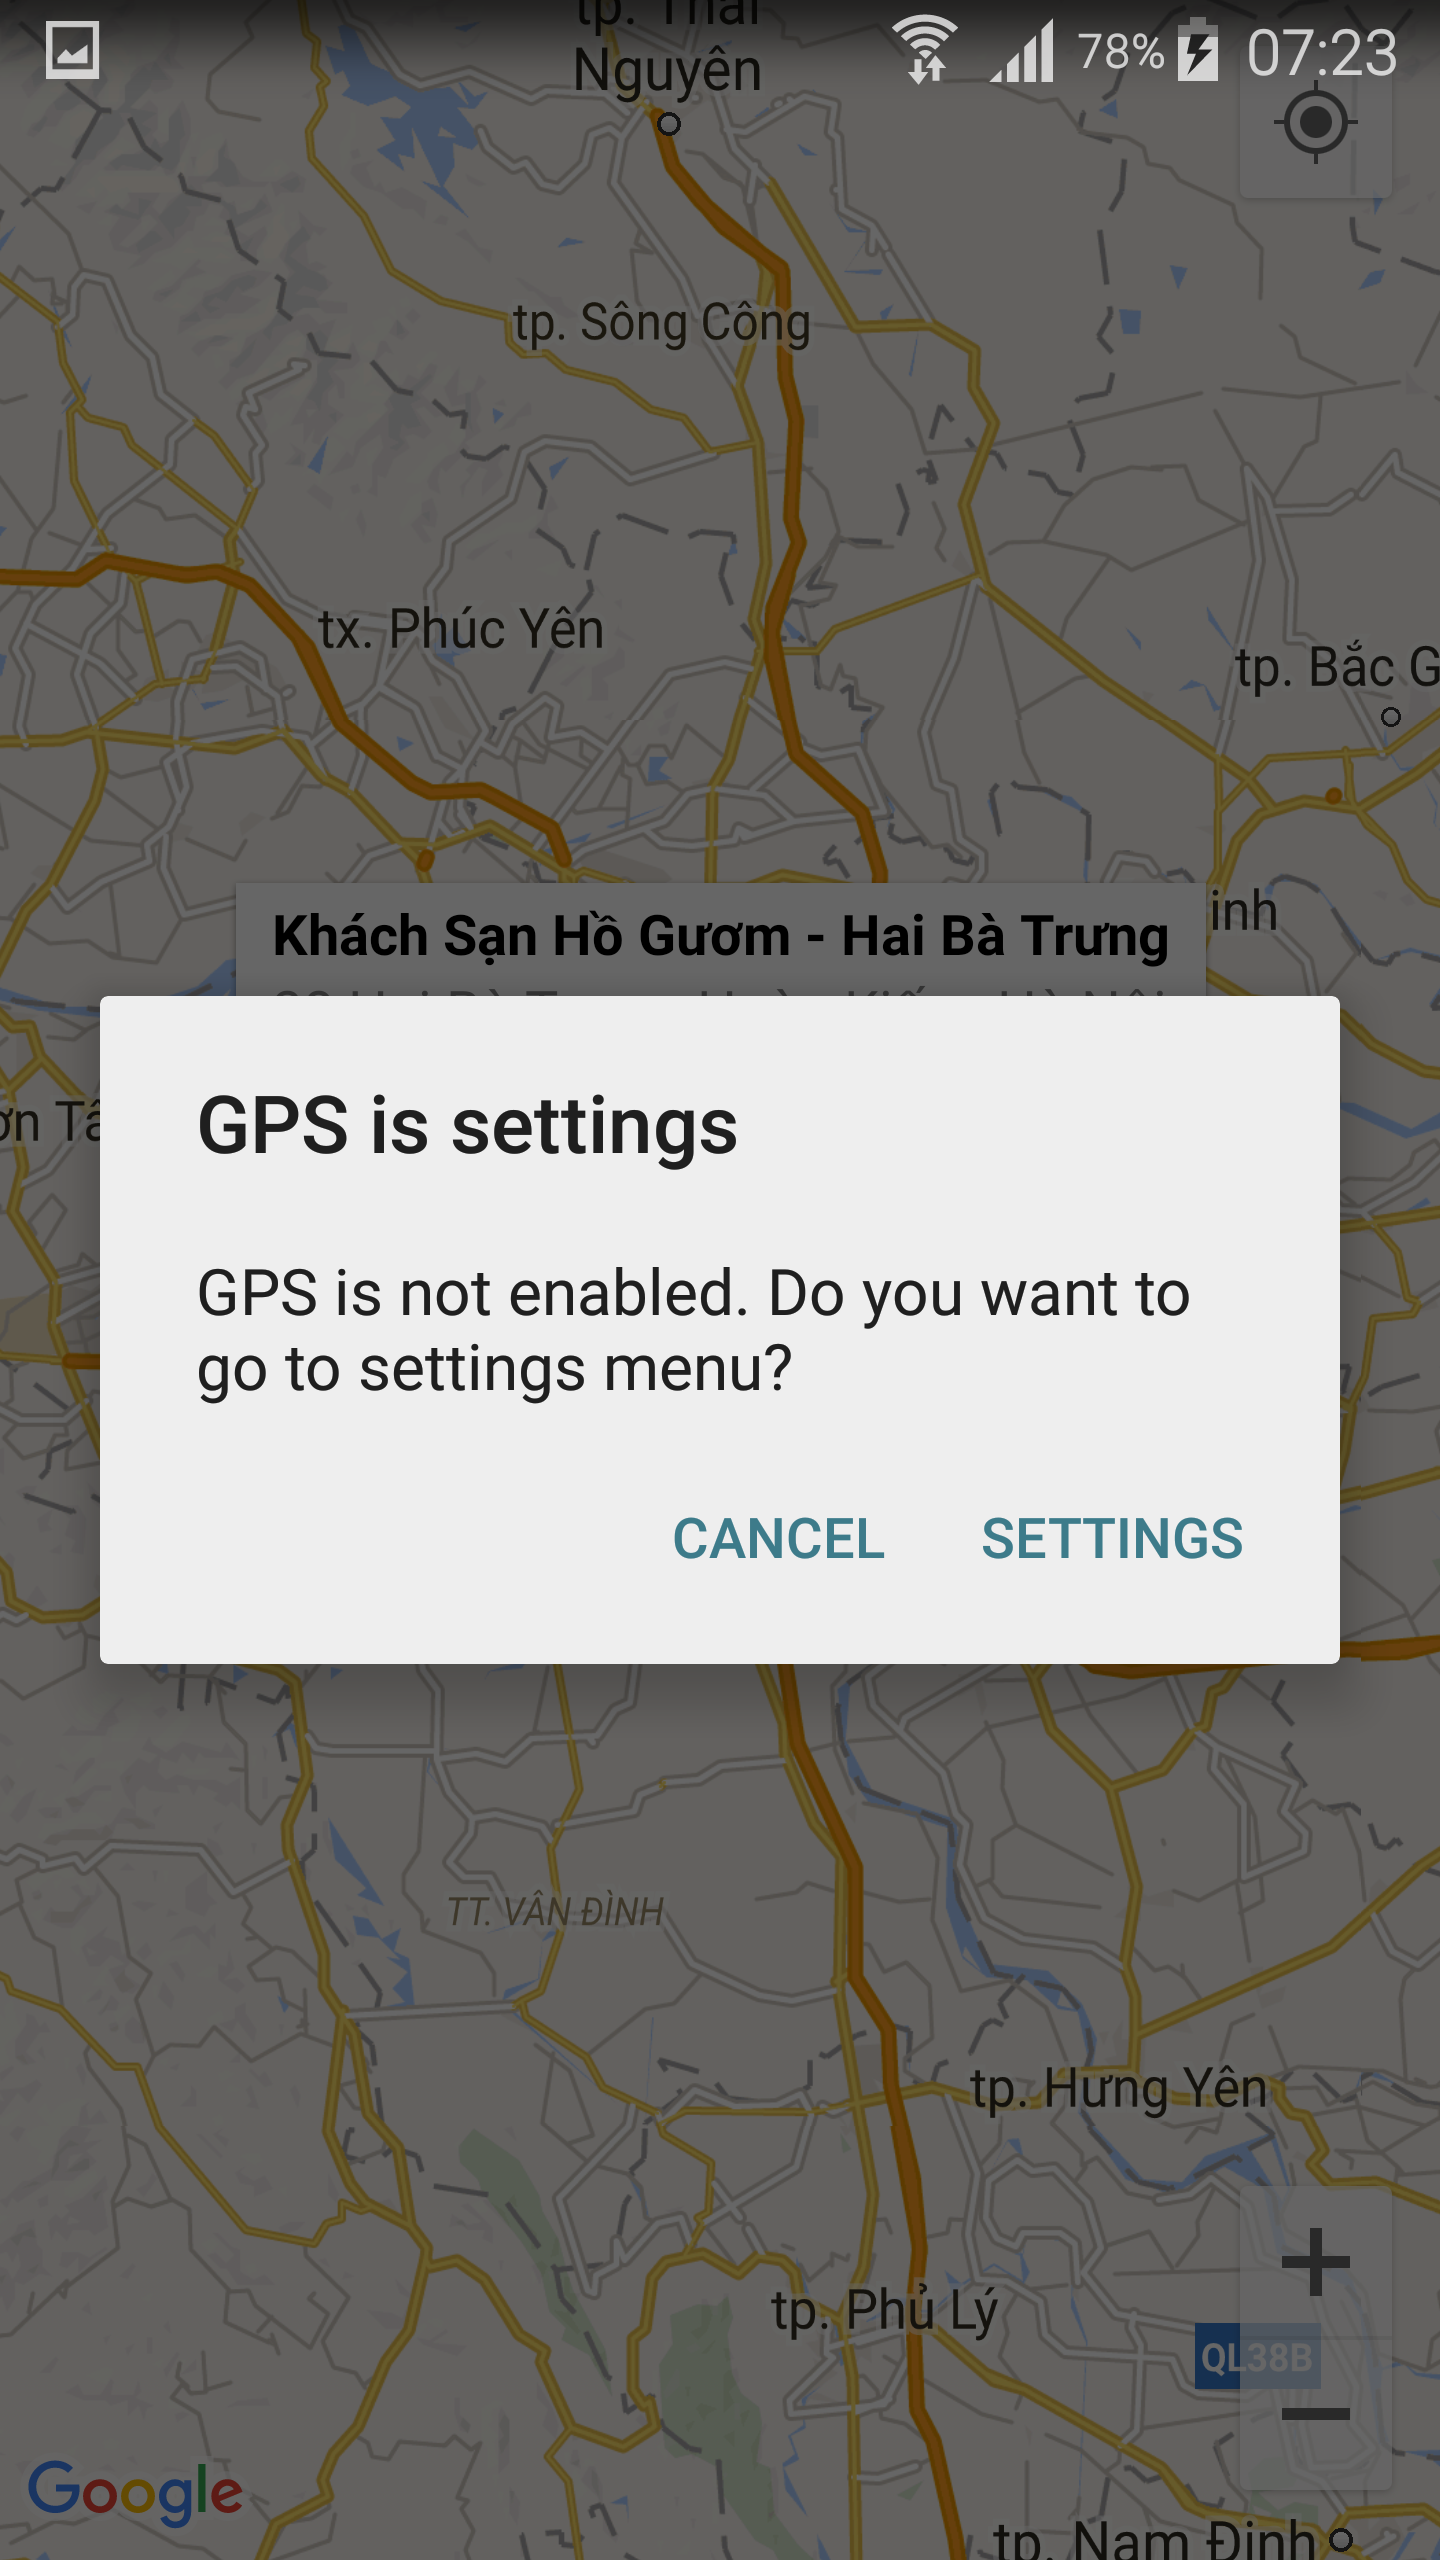 78% 07:23
tp. Thái
Nguyên
tp. Sông Công
tx. Phúc Yên
tp. Bắc G
inh
Khách Sạn Hồ Gươm - Hai Bà Trưng
ơn Tâ
GPS is settings
GPS is not enabled. Do you want to
go to settings menu?
CANCEL SETTINGS
TT. VÂN ĐÌNH
tp. Hưng Yên
tp. Phủ Lý
QL38B
Google
tp. Nam Định